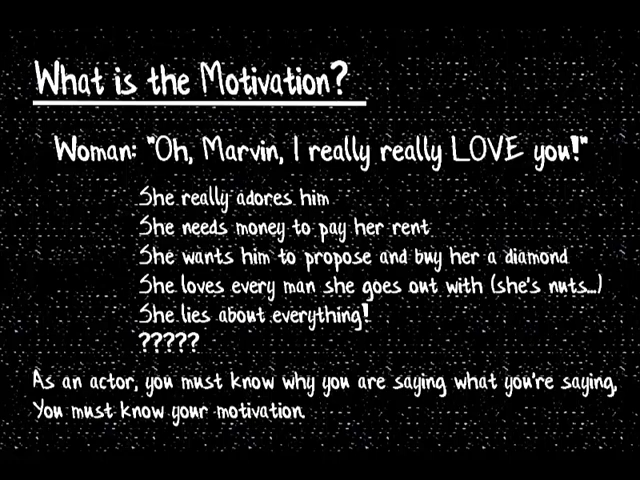 What is the Motivation?
Woman: "Oh, Marvin, I really really LOVE you!"
She really adores him
She needs money to pay her rent
She wants him to propose and buy her a diamond
She loves every man she goes out with (she's nuts...)
She lies about everything!
?????
As an actor, you must know why you are saying what you're saying,
You must know your motivation.